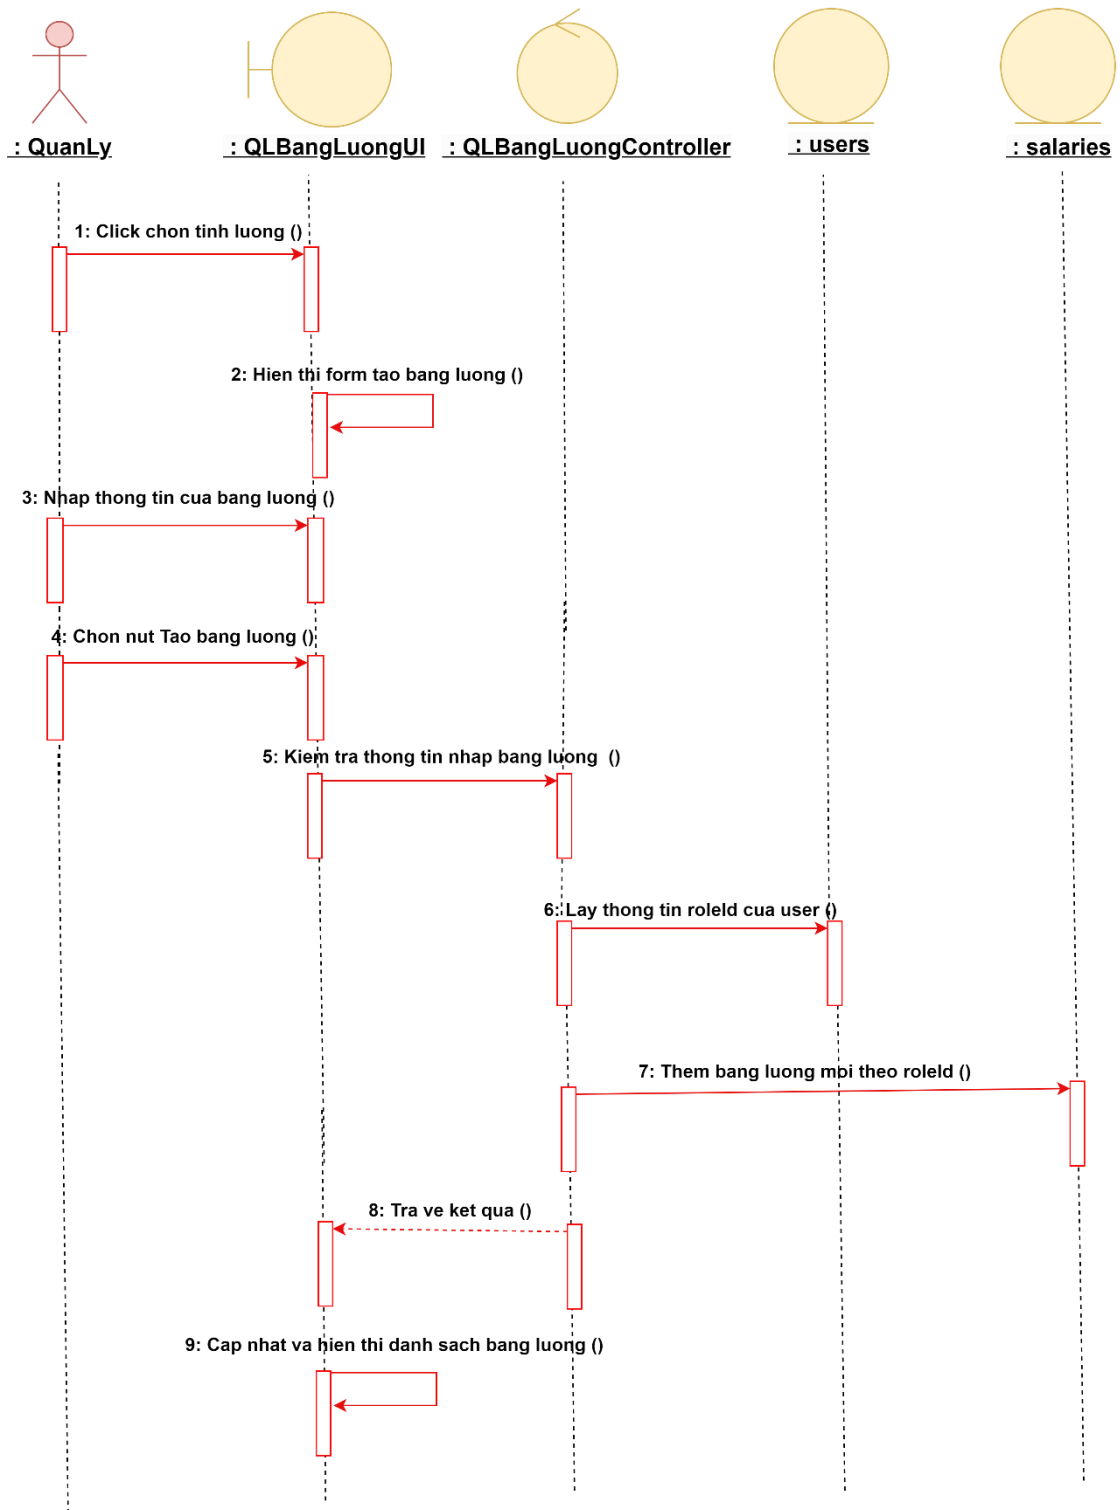 : QuanLy
: QLBangLuongUI
: QLBangLuongController
: users
: salaries
1: Click chon tinh luong ()
2: Hien thi form tao bang luong ()
3: Nhap thong tin cua bang luong ()
4: Chon nut Tao bang luong ()
5: Kiem tra thong tin nhap bang luong  ()
6: Lay thong tin roleId cua user ()
7: Them bang luong moi theo roleId ()
8: Tra ve ket qua ()
9: Cap nhat va hien thi danh sach bang luong ()